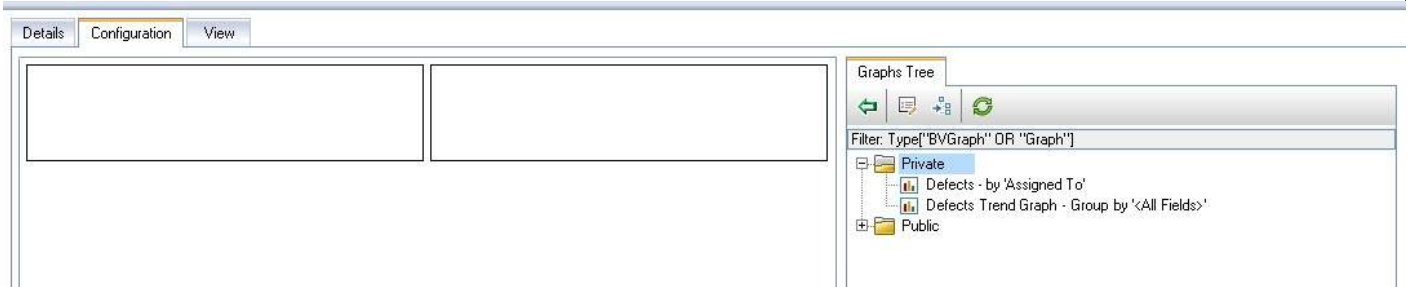 Details Configuration View
Graphs Tree
Filter: Type["BVGraph" OR "Graph"]
Private
Defects - by 'Assigned To'
Defects Trend Graph - Group by '<All Fields>'
Public